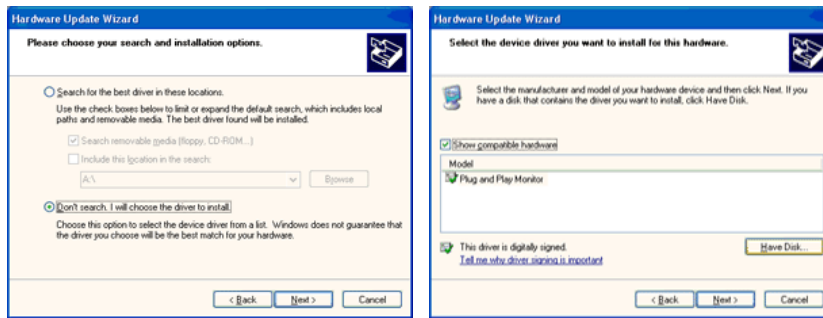 Hardware Update Wizard
Please choose your search and installation options.
Search for the best driver in these locations.
Use the check boxes below to limit or expand the default search, which includes local
paths and removable media. The best driver found will be installed.
Search removable media (floppy, CD-ROM...)
Include this location in the search:
A:\
Browse
Don't search. I will choose the driver to install.
Choose this option to select the device driver from a list. Windows does not guarantee that
the driver you choose will be the best match for your hardware.
< Back
Next >
Cancel
Hardware Update Wizard
Select the device driver you want to install for this hardware.
Select the manufacturer and model of your hardware device and then click Next. If you
have a disk that contains the driver you want to install, click Have Disk.
Show compatible hardware
Model
Plug and Play Monitor
This driver is digitally signed.
Tell me why driver signing is important
Have Disk...
< Back
Next >
Cancel